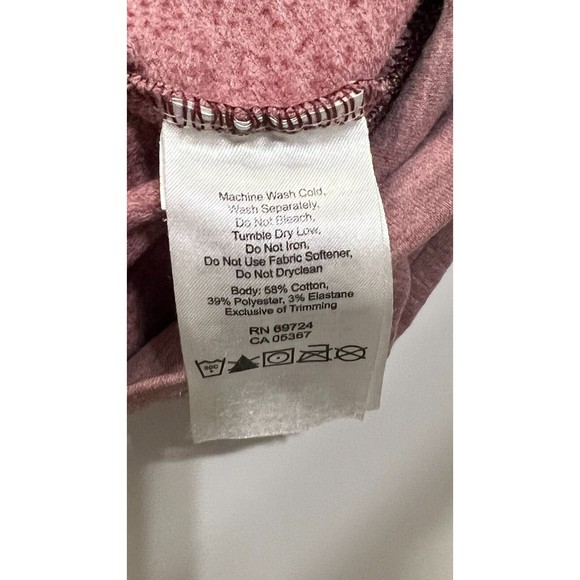 Machine Wash Cold,
Wash Separately,
Do Not Bleach,
Tumble Dry Low,
Do Not Iron,
Do Not Use Fabric Softener,
Do Not Dryclean
Body: 58% Cotton,
39% Polyester, 3% Elastane
Exclusive of Trimming
RN 69724
CA 05367